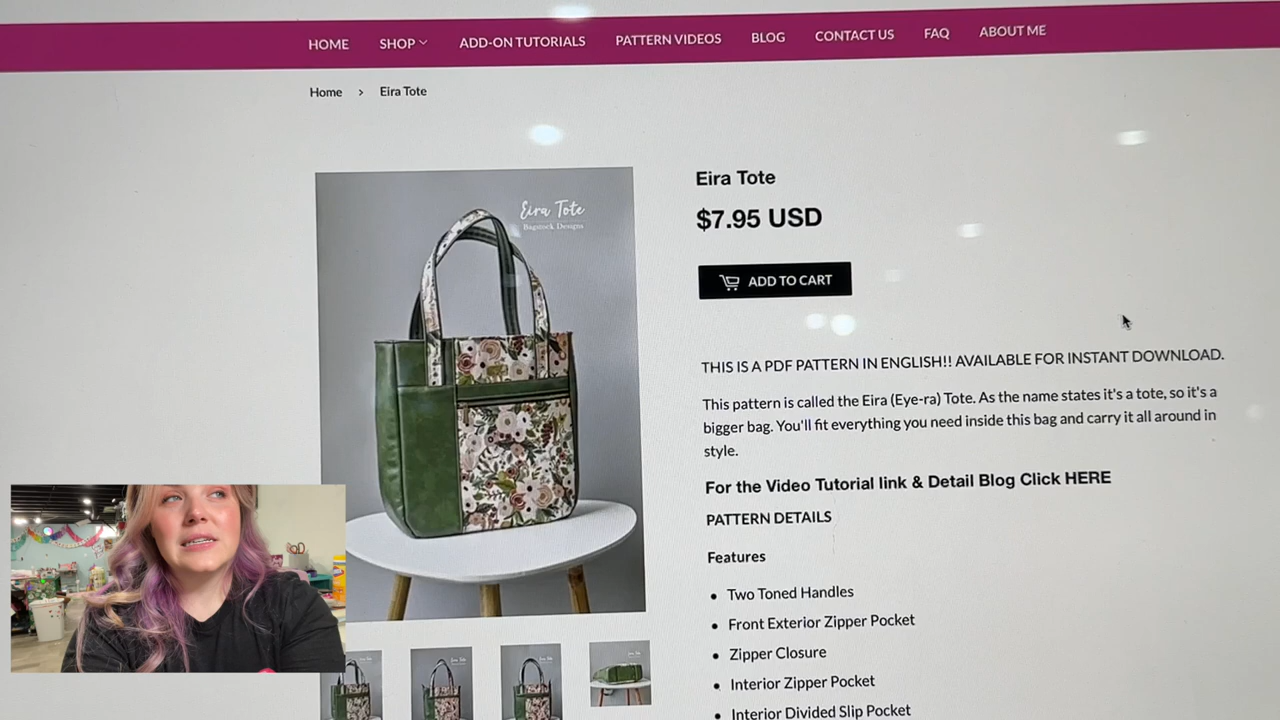 HOME SHOP ADD-ON TUTORIALS PATTERN VIDEOS BLOG CONTACT US FAQ ABOUT ME
Home > Eira Tote
Eira Tote
Bagstock Designs
Eira Tote
$7.95 USD
ADD TO CART
THIS IS A PDF PATTERN IN ENGLISH!! AVAILABLE FOR INSTANT DOWNLOAD.
This pattern is called the Eira (Eye-ra) Tote. As the name states it's a tote, so it's a
bigger bag. You'll fit everything you need inside this bag and carry it all around in
style.
For the Video Tutorial link & Detail Blog Click HERE
PATTERN DETAILS
Features
• Two Toned Handles
• Front Exterior Zipper Pocket
• Zipper Closure
• Interior Zipper Pocket
• Interior Divided Slip Pocket